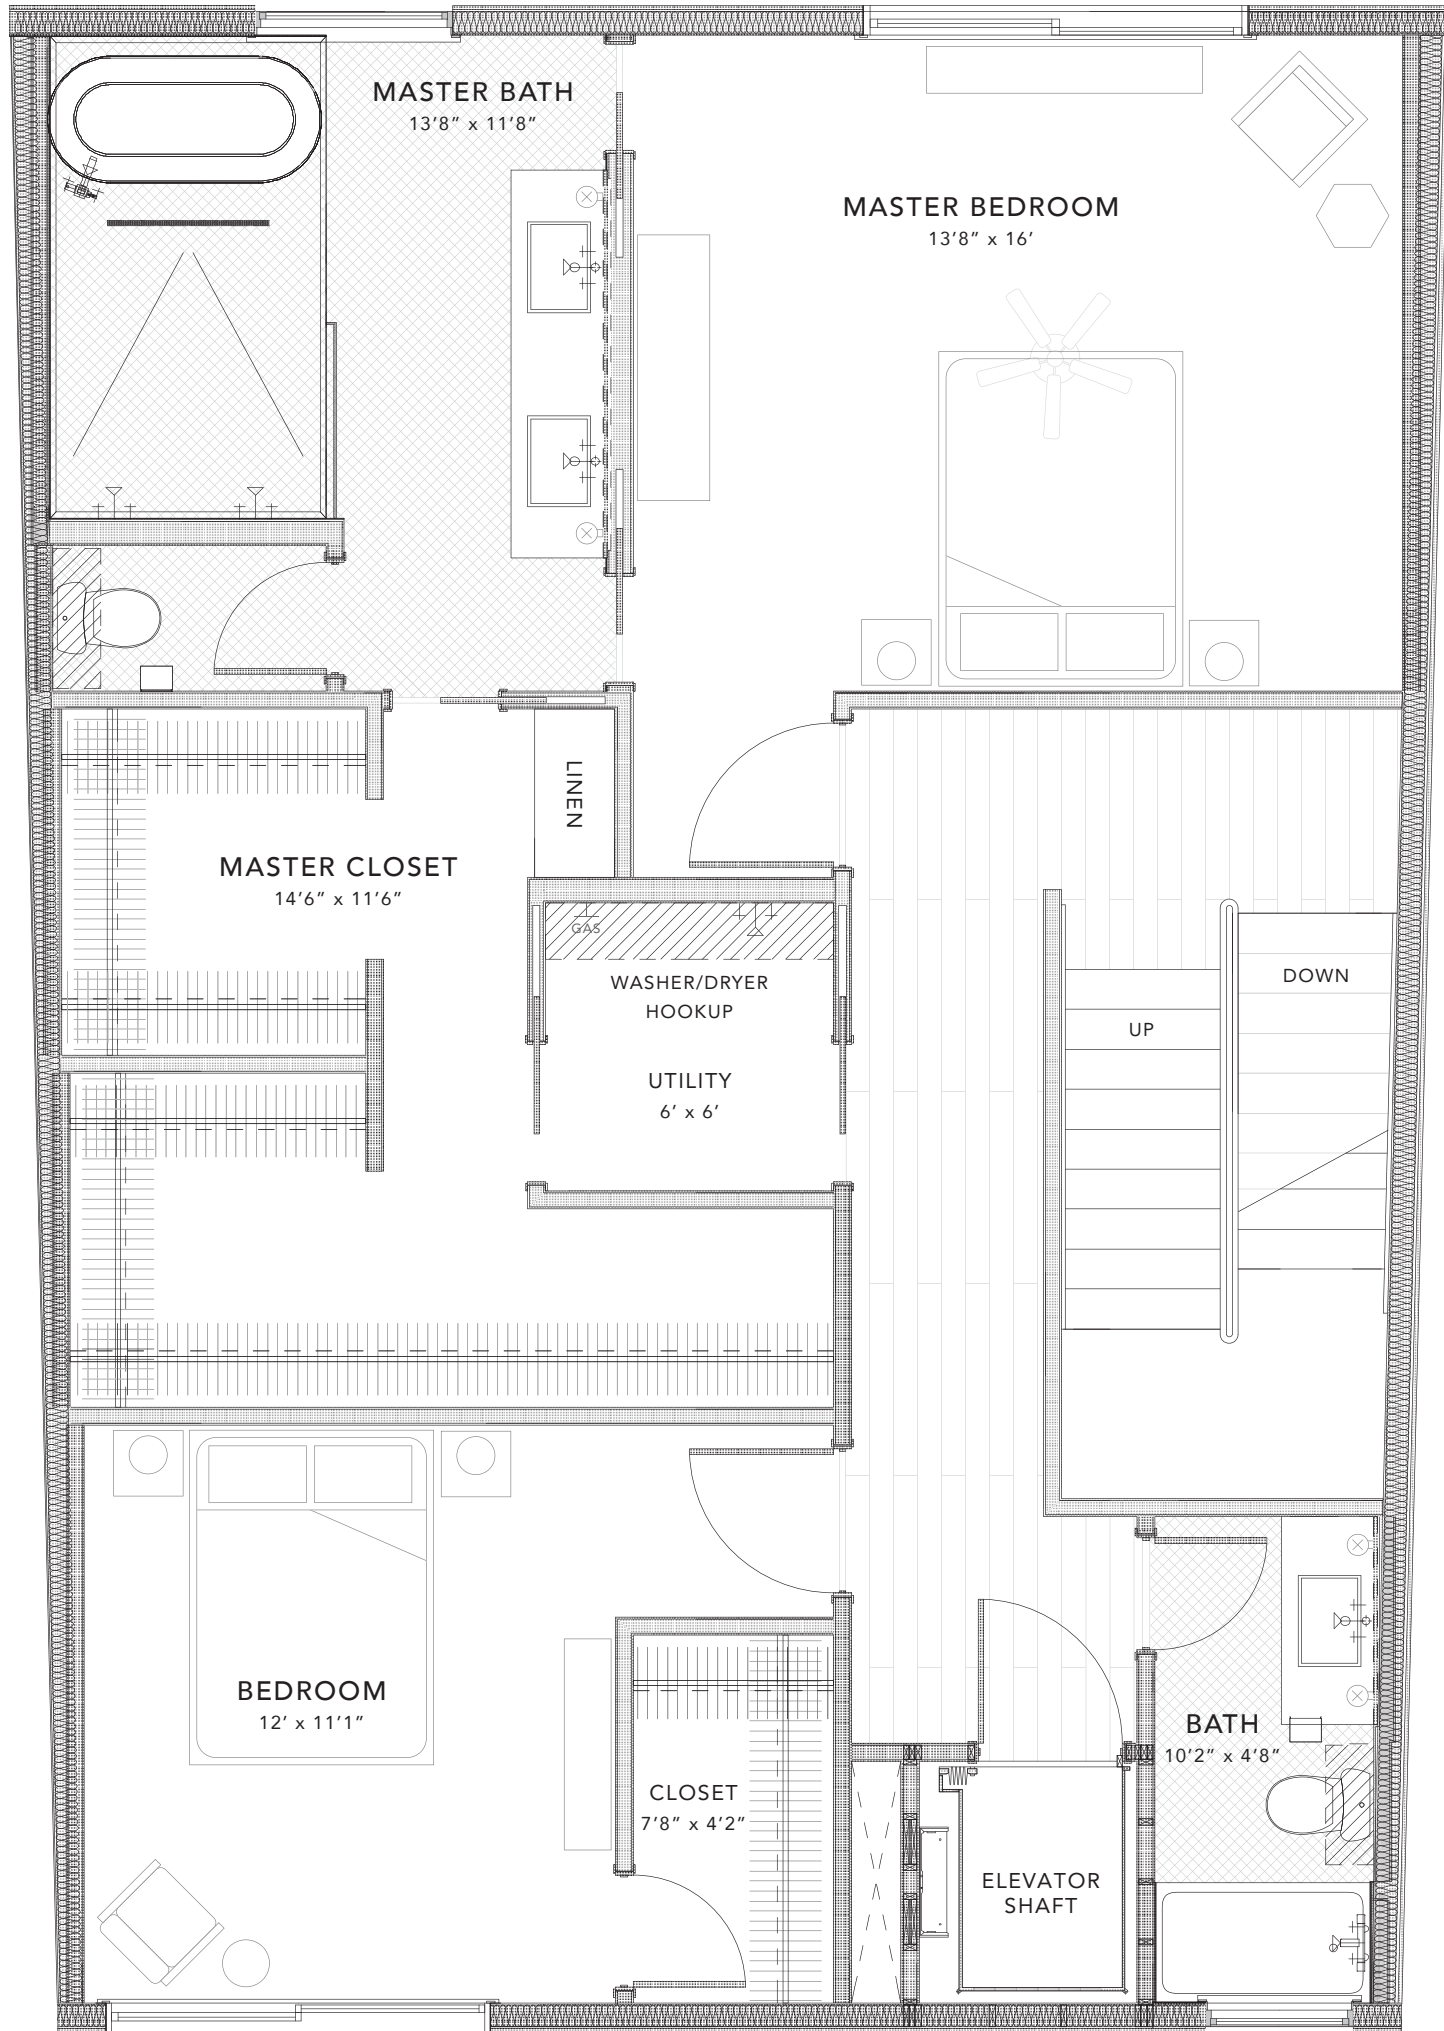 MASTER BATH
13’8” x 11’8”
MASTER BEDROOM
13’8” x 16’
LINEN
MASTER CLOSET
14’6” x 11’6”
GAS
WASHER/DRYER
HOOKUP
UTILITY
6’ x 6’
UP
DOWN
BEDROOM
12’ x 11’1”
CLOSET
7’8” x 4’2”
ELEVATOR
SHAFT
BATH
10’2” x 4’8”